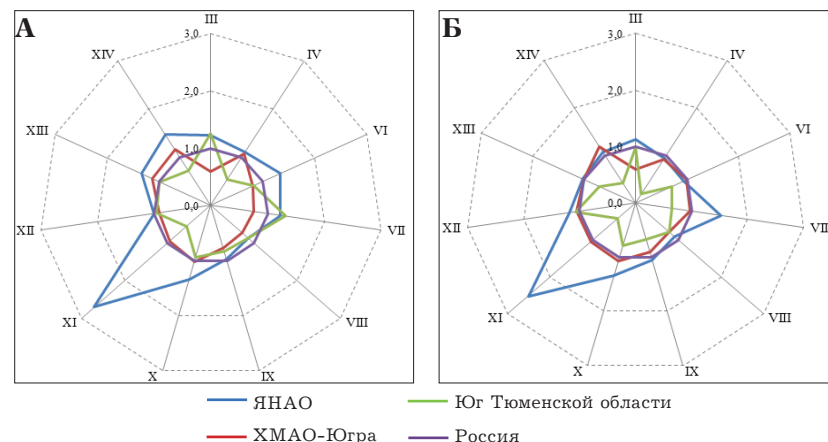 А
III
3,0
XIV
IV
2,0
XIII
1,0
VI
0,0
XII
VII
XI
VIII
X
IX
Б
III
3,0
XIV
IV
2,0
XIII
1,0
VI
0,0
XII
VII
XI
VIII
X
IX
ЯНАО
Юг Тюменской области
ХМАО-Югра
Россия